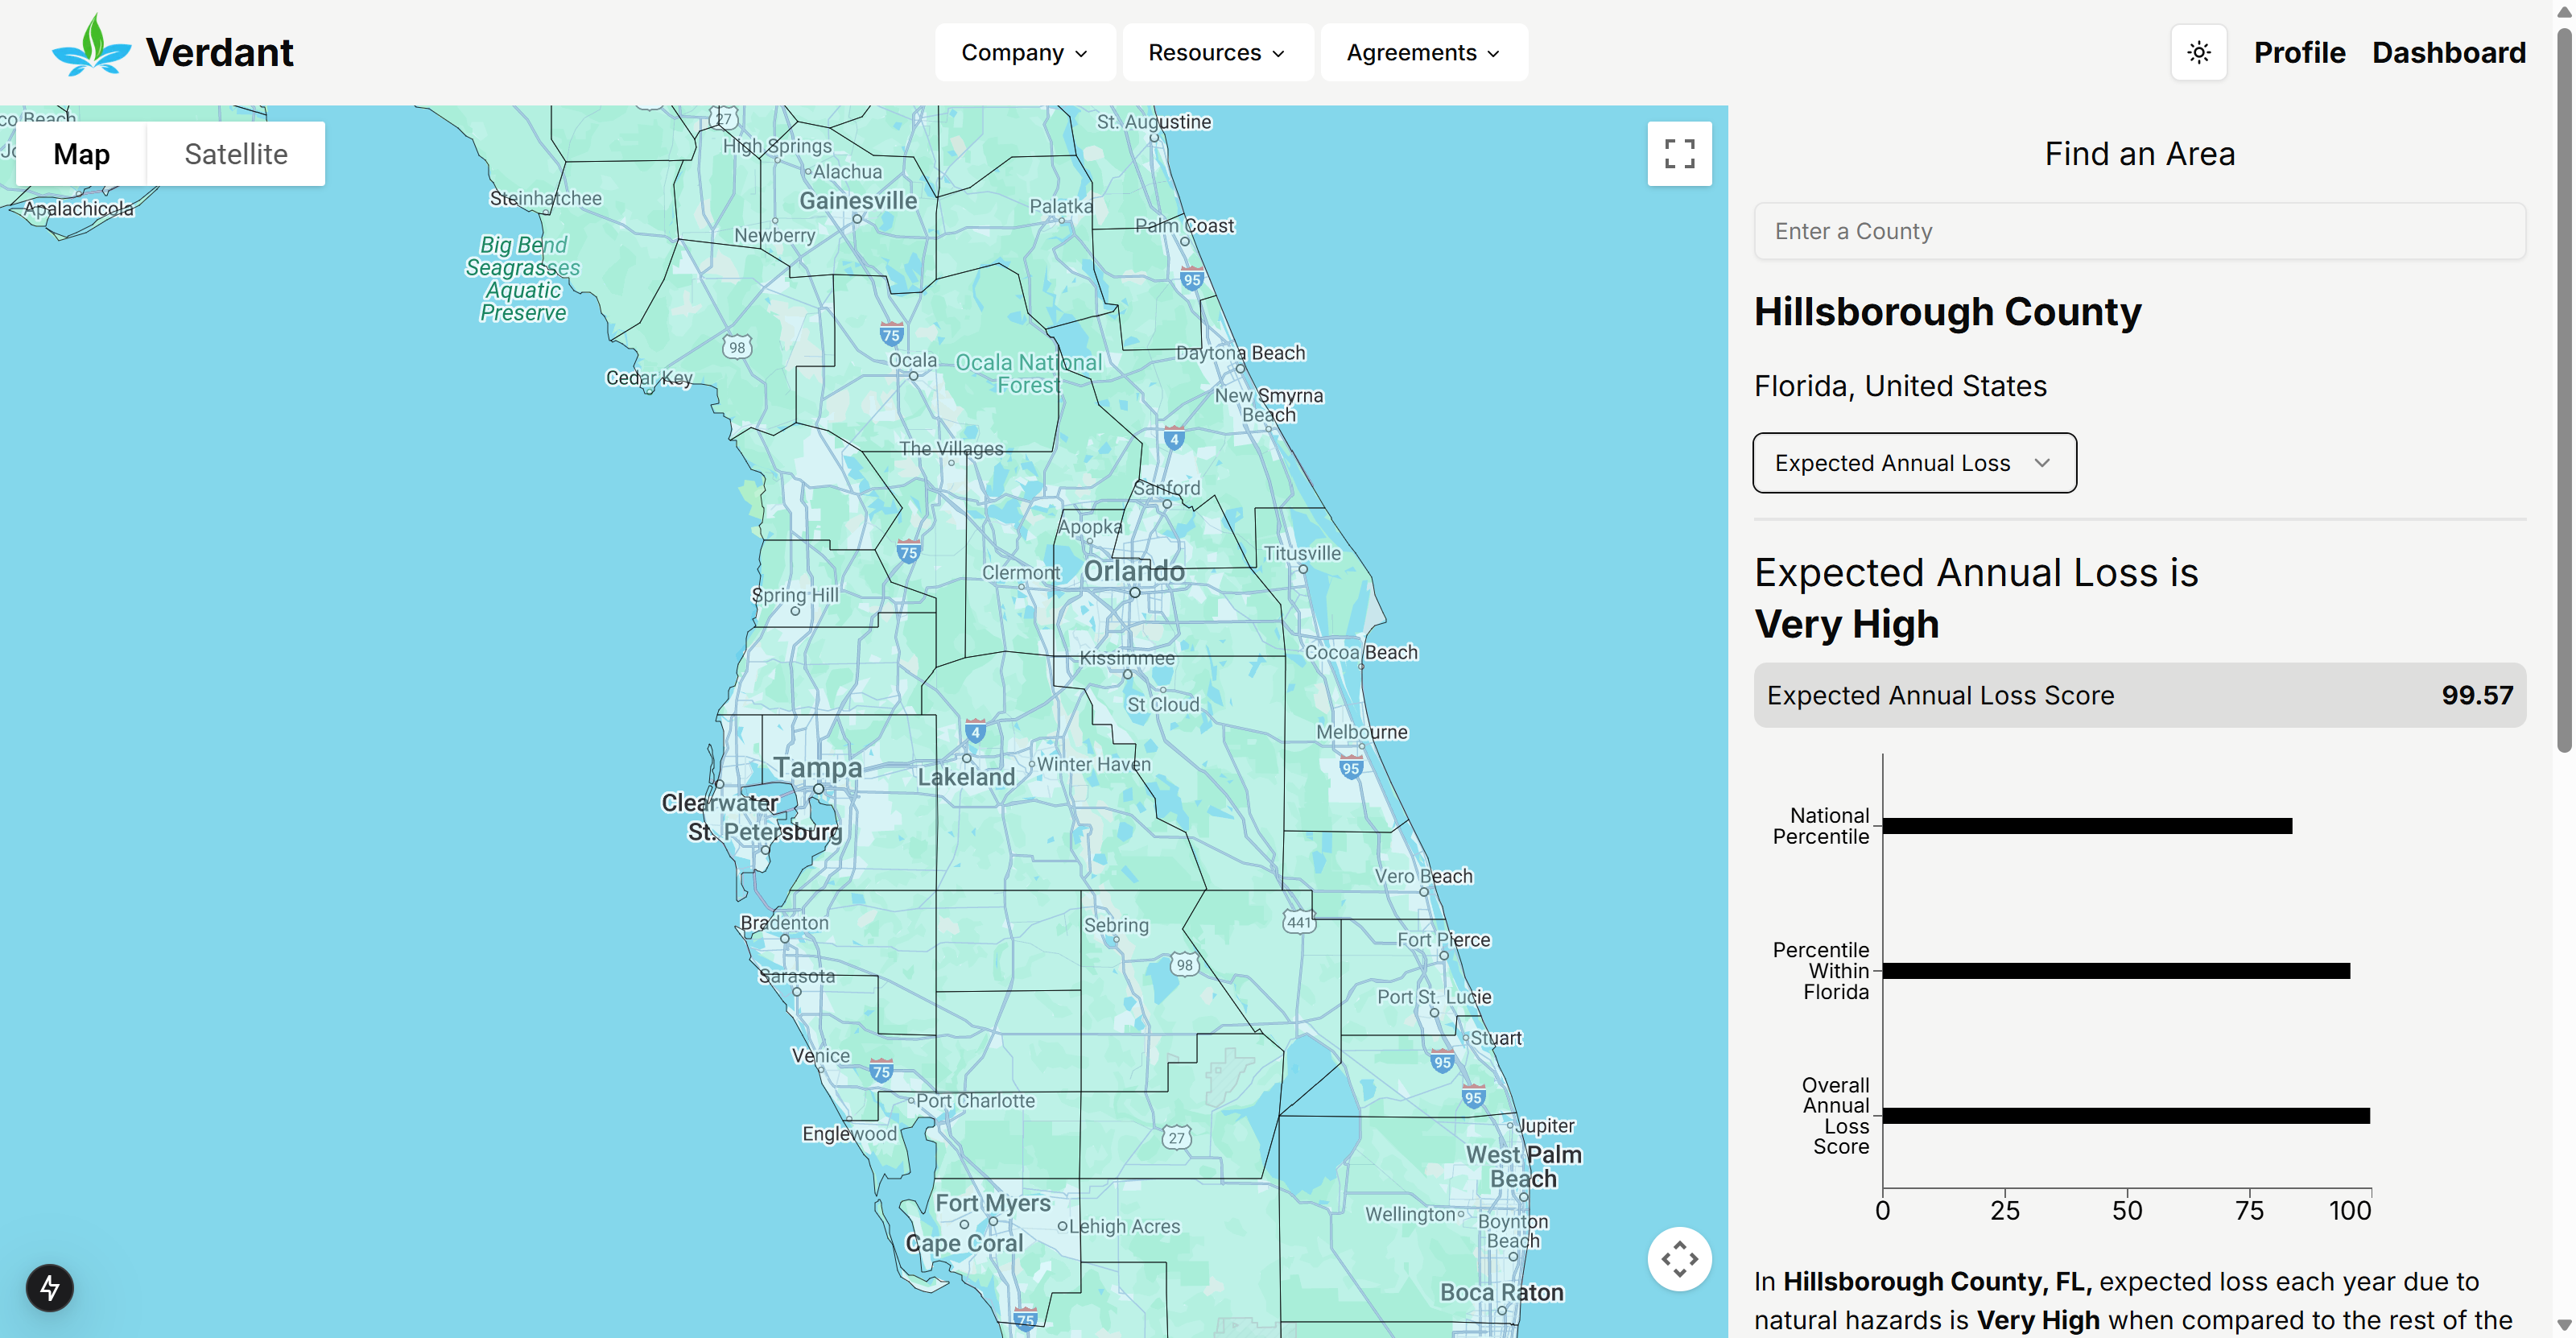 Verdant
Company
Resources
Agreements
Profile
Dashboard
Map
Satellite
co Beach
Apalachicola
27
High Springs
Alachua
St. Augustine
Steinhatchee
Gainesville
Palatka
Palm Coast
Newberry
Big Bend
Seagrasses
Aquatic
Preserve
95
75
98
Ocala
Ocala National
Forest
Daytona Beach
Cedar Key
New Smyrna
Beach
4
The Villages
Sanford
Apopka
75
Titusville
Clermont
Orlando
Spring Hill
Kissimmee
Cocoa Beach
St Cloud
4
Melbourne
Tampa
Lakeland
Winter Haven
95
Clearwater
St. Petersburg
Vero Beach
Bradenton
Sebring
441
Fort Pierce
98
Sarasota
Port St. Lucie
Stuart
Venice
75
95
95
Port Charlotte
Englewood
27
Jupiter
West Palm
Beach
Fort Myers
Lehigh Acres
Wellington
Boynton
Beach
Cape Coral
Boca Raton
75
Find an Area
Enter a County
Hillsborough County
Florida, United States
Expected Annual Loss
Expected Annual Loss is
Very High
Expected Annual Loss Score 99.57
National
Percentile
Percentile
Within
Florida
Overall
Annual
Loss
Score
0 25 50 75 100
In Hillsborough County, FL, expected loss each year due to
natural hazards is Very High when compared to the rest of the